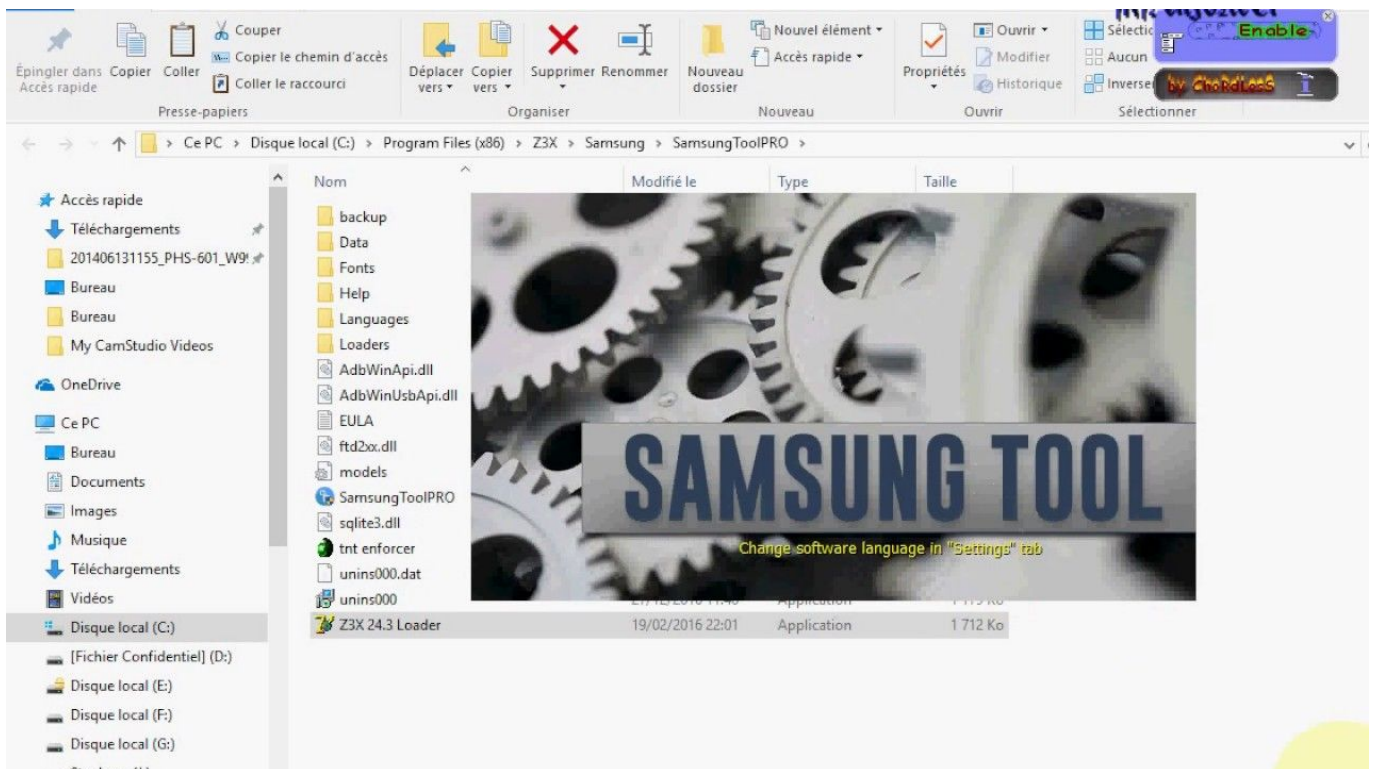 Couper
Copier le chemin d'accès
Coller le raccourci
Épingler dans
Accès rapide
Copier
Coller
Presse-papiers
Déplacer
vers
Copier
vers
Supprimer
Renommer
Organiser
Nouveau
dossier
Nouvel élément
Accès rapide
Nouveau
Propriétés
Ouvrir
Modifier
Historique
Ouvrir
Aucun
Inverse
Sélectionner
Enable
by ChoRdLesS
Ce PC > Disque local (C:) > Program Files (x86) > Z3X > Samsung > SamsungToolPRO >
Nom Modifié le Type Taille
Accès rapide
Téléchargements
201406131155_PHS-601_W9
Bureau
Bureau
My CamStudio Videos
OneDrive
Ce PC
Bureau
Documents
Images
Musique
Téléchargements
Vidéos
Disque local (C:)
[Fichier Confidentiel] (D:)
Disque local (E:)
Disque local (F:)
Disque local (G:)
backup
Data
Fonts
Help
Languages
Loaders
AdbWinApi.dll
AdbWinUsbApi.dll
EULA
ftd2xx.dll
models
SamsungToolPRO
sqlite3.dll
tnt enforcer
unins000.dat
unins000
Z3X 24.3 Loader 19/02/2016 22:01 Application 1 712 Ko
SAMSUNG TOOL
Change software language in "Settings" tab